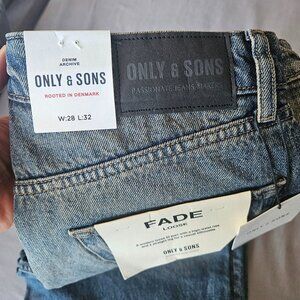 DENIM
ARCHIVE
ONLY & SONS
ROOTED IN DENMARK
W:28 L:32
ONLY & SONS
PASSIONATE JEANS MAKERS
FADE
LOOSE
ONLY & SONS